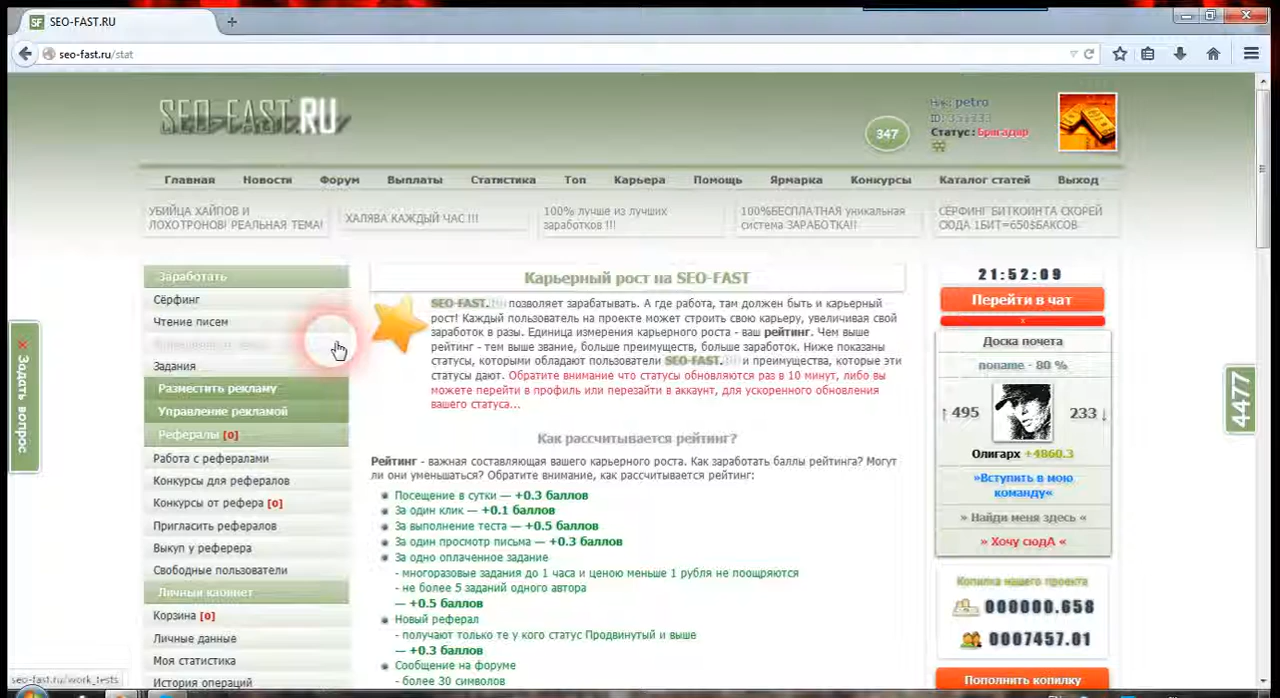 SF SEO-FAST.RU
seo-fast.ru/stat
SEO-FAST.RU
347
petro
Статус: Бригадир
Главная Новости Форум Выплаты Статистика Топ Карьера Помощь Ярмарка Конкурсы Каталог статей Выход
УБИЙЦА ХАЙПОВ И
ЛОХОТРОНОВ! РЕАЛЬНАЯ ТЕМА!
ХАЛЯВА КАЖДЫЙ ЧАС !!!
100% лучше из лучших
заработков !!!
100%БЕСПЛАТНАЯ уникальная
система ЗАРАБОТКА!!
СЕРФИНГ БИТКОИНТА СКОРЕЙ
СЮДА 1БИТ=650$БАКСОВ
Заработать
Сёрфинг
Чтение писем
Задания
Разместить рекламу
Управление рекламой
Рефералы [0]
Работа с рефералами
Конкурсы для рефералов
Конкурсы от рефера [0]
Пригласить рефералов
Выкуп у реферера
Свободные пользователи
Личный кабинет
Корзина [0]
Личные данные
Моя статистика
История операций
seo-fast.ru/work_tests
✕ Задать вопрос
Карьерный рост на SEO-FAST
SEO-FAST. позволяет зарабатывать. А где работа, там должен быть и карьерный
рост! Каждый пользователь на проекте может строить свою карьеру, увеличивая свой
заработок в разы. Единица измерения карьерного роста - ваш рейтинг. Чем выше
рейтинг - тем выше звание, больше преимуществ, больше заработок. Ниже показаны
статусы, которыми обладают пользователи SEO-FAST. и преимущества, которые эти
статусы дают. Обратите внимание что статусы обновляются раз в 10 минут, либо вы
можете перейти в профиль или перезайти в аккаунт, для ускоренного обновления
вашего статуса...
Как рассчитывается рейтинг?
Рейтинг - важная составляющая вашего карьерного роста. Как заработать баллы рейтинга? Могут
ли они уменьшаться? Обратите внимание, как рассчитывается рейтинг:
Посещение в сутки — +0.3 баллов
За один клик — +0.1 баллов
За выполнение теста — +0.5 баллов
За один просмотр письма — +0.3 баллов
За одно оплаченное задание
- многоразовые задания до 1 часа и ценою меньше 1 рубля не поощряются
- не более 5 заданий одного автора
— +0.5 баллов
Новый реферал
- получают только те у кого статус Продвинутый и выше
— +0.3 баллов
Сообщение на форуме
- более 30 символов
21:52:09
Перейти в чат
x
Доска почета
noname - 80 %
↑ 495 233 ↓
Олигарх +4860.3
»Вступить в мою
команду«
» Найди меня здесь «
» Хочу сюдА «
Копилка нашего проекта
000000.658
0007457.01
Пополнить копилку
4477